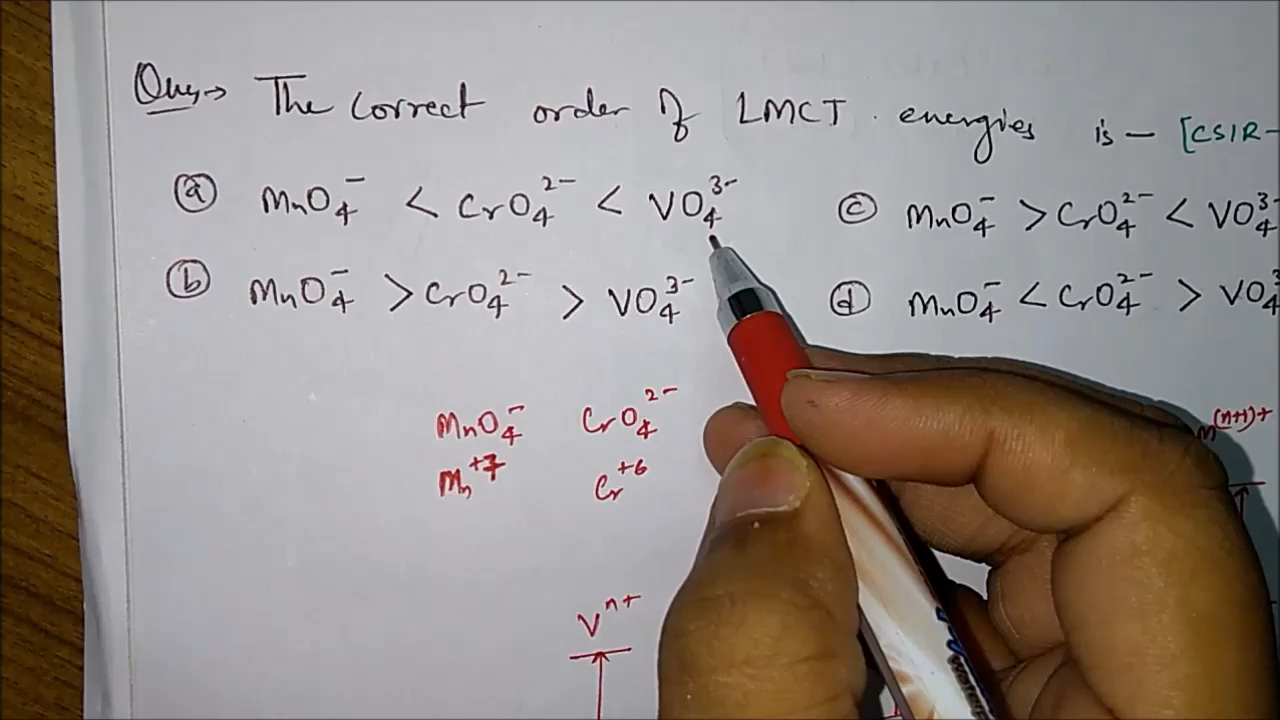 Ques → The correct order of LMCT energies is — [CSIR-
(a) MnO₄⁻ < CrO₄²⁻ < VO₄³⁻
(c) MnO₄⁻ > CrO₄²⁻ < VO₄³⁻
(b) MnO₄⁻ > CrO₄²⁻ > VO₄³⁻
(d) MnO₄⁻ < CrO₄²⁻ > VO₄³
MnO₄⁻ CrO₄²⁻
Mn⁺⁷ Cr⁺⁶
M⁽ⁿ⁺¹⁾⁺
Vⁿ⁺